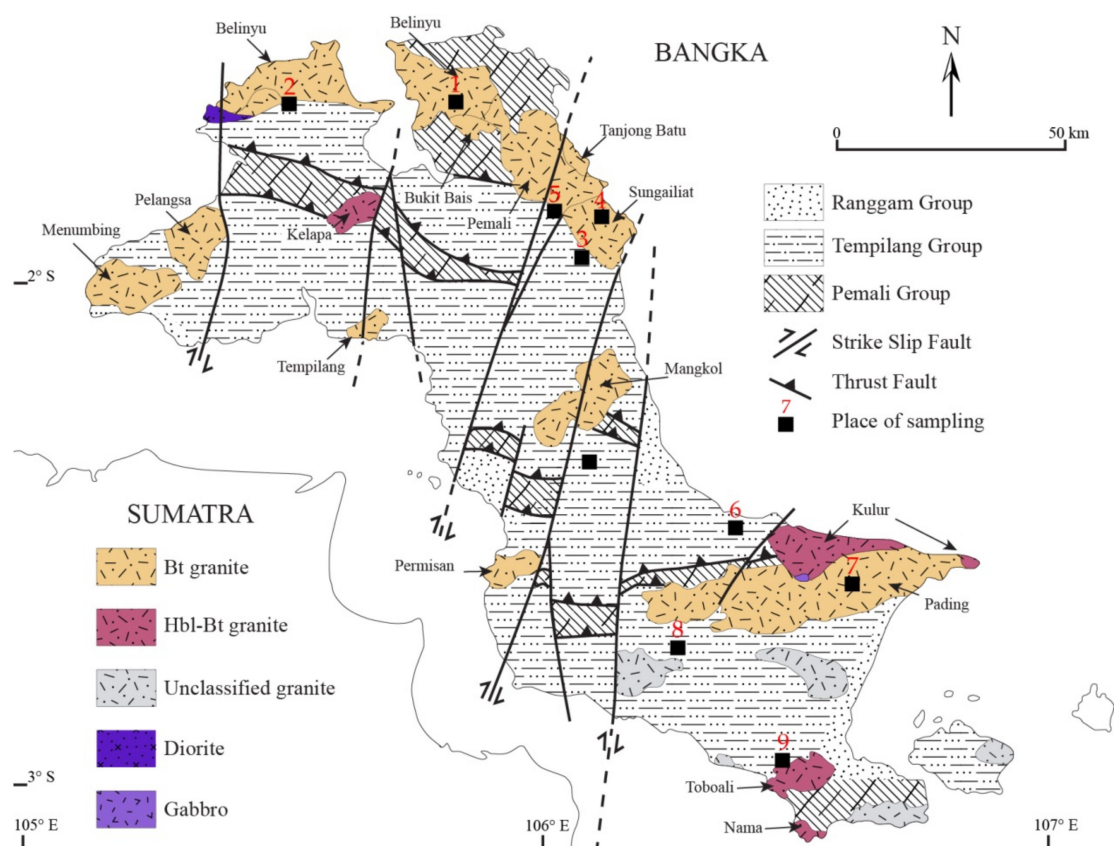 Belinyu
Belinyu
BANGKA
N
2
1
0
50 km
Tanjong Batu
Pelangsa
Bukit Bais
5
4
Sungailiat
Ranggam Group
Menumbing
Kelapa
Pemali
3
Tempilang Group
2° S
Pemali Group
Strike Slip Fault
Tempilang
Mangkol
Thrust Fault
7
Place of sampling
SUMATRA
6
Kulur
Bt granite
Permisan
7
Pading
Hbl-Bt granite
8
Unclassified granite
Diorite
9
3° S
Toboali
Gabbro
Nama
105° E
106° E
107° E